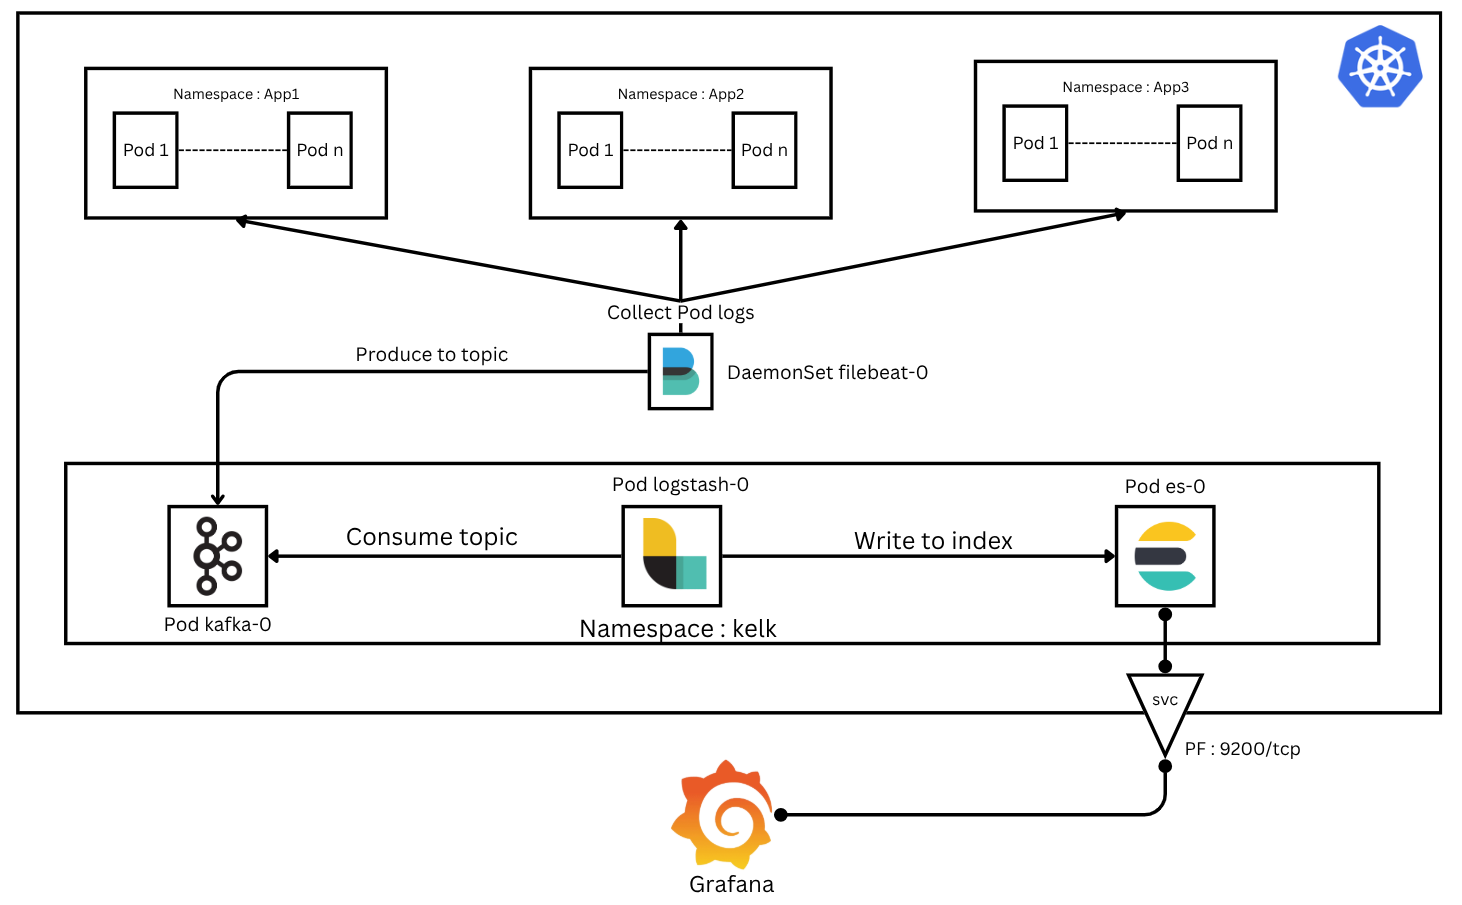 Namespace : App1
Pod 1
Pod n
Namespace : App2
Pod 1
Pod n
Namespace : App3
Pod 1
Pod n
Collect Pod logs
Produce to topic
DaemonSet filebeat-0
Pod logstash-0
Pod es-0
Consume topic
Write to index
Pod kafka-0
Namespace : kelk
svc
PF : 9200/tcp
Grafana